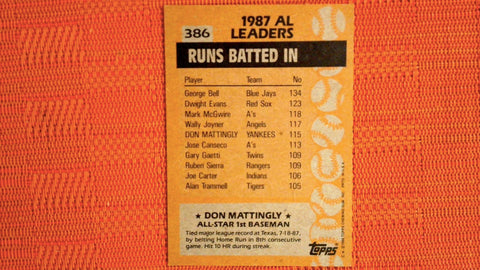 386
1987 AL
LEADERS
RUNS BATTED IN
Player Team No
George Bell Blue Jays 134
Dwight Evans Red Sox 123
Mark McGwire A's 118
Wally Joyner Angels 117
DON MATTINGLY YANKEES * 115
Jose Canseco A's 113
Gary Gaetti Twins 109
Ruben Sierra Rangers 109
Joe Carter Indians 106
Alan Trammell Tigers 105
★ DON MATTINGLY ★
ALL-STAR 1st BASEMAN
Tied major league record at Texas, 7-18-87,
by belting Home Run in 8th consecutive
game. Hit 10 HR during streak.
Topps